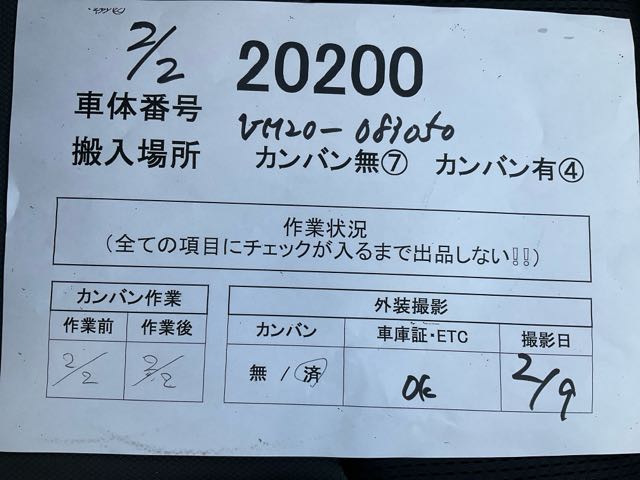 2/2 20200
車体番号 VM20-081050
搬入場所 カンバン無⑦ カンバン有④
作業状況
(全ての項目にチェックが入るまで出品しない!!)
カンバン作業 外装撮影
作業前 作業後 カンバン 車庫証・ETC 撮影日
2/2 2/2 無 / 済 OK 2/9